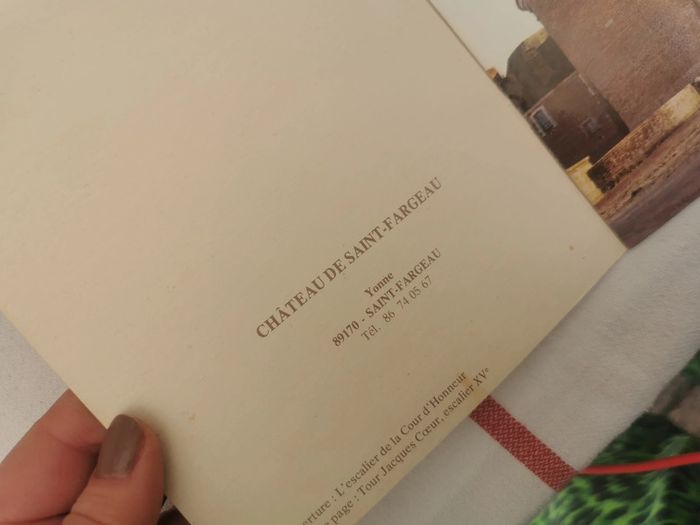 CHÂTEAU DE SAINT-FARGEAU
Yonne
89170 - SAINT-FARGEAU
Tél. 86 74 05 67
: L'escalier de la Cour d'Honneur
page : Tour Jacques Cœur, escalier XVᵉ